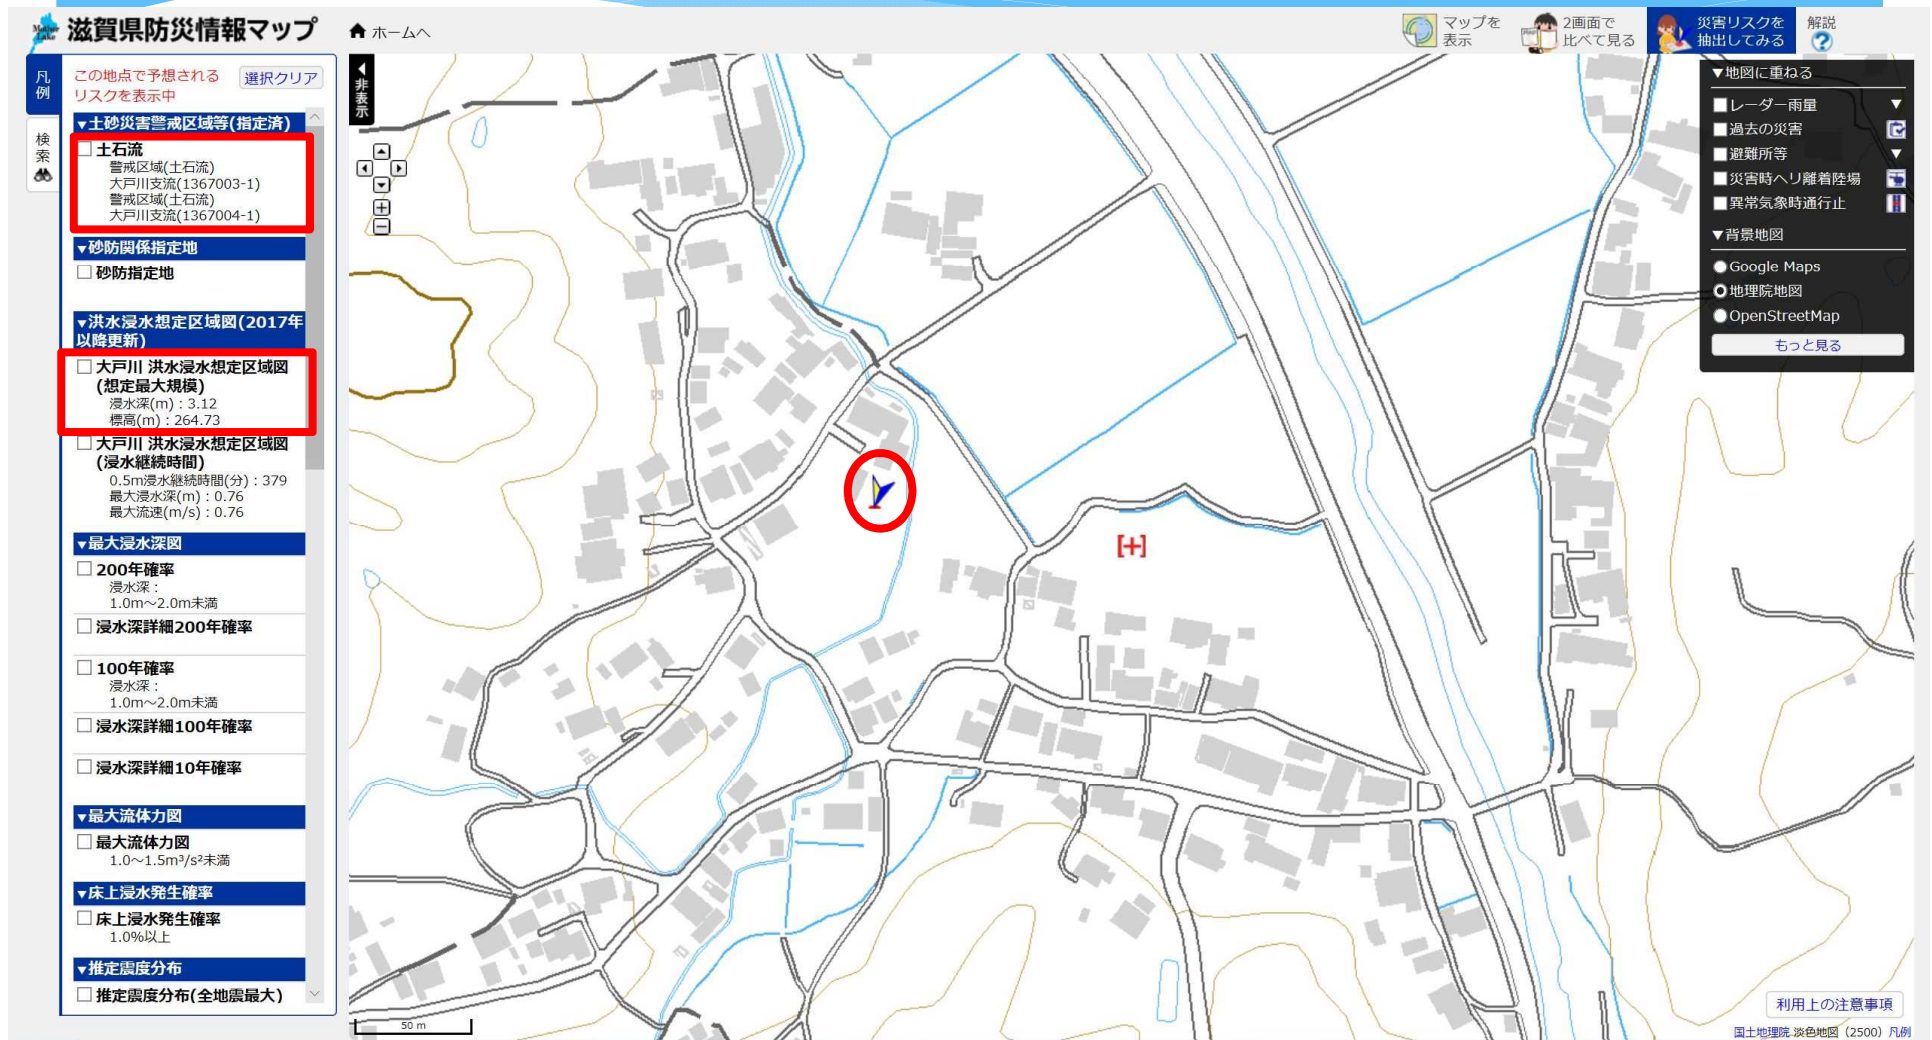 Mother Lake
滋賀県防災情報マップ
ホームへ
マップを
表示
2画面で
比べて見る
災害リスクを
抽出してみる
解説
?
凡例
検索
この地点で予想される
リスクを表示中
選択クリア
▼土砂災害警戒区域等(指定済)
土石流
警戒区域(土石流)
大戸川支流(1367003-1)
警戒区域(土石流)
大戸川支流(1367004-1)
▼砂防関係指定地
砂防指定地
▼洪水浸水想定区域図(2017年
以降更新)
大戸川 洪水浸水想定区域図
(想定最大規模)
浸水深(m)：3.12
標高(m)：264.73
大戸川 洪水浸水想定区域図
(浸水継続時間)
0.5m浸水継続時間(分)：379
最大浸水深(m)：0.76
最大流速(m/s)：0.76
▼最大浸水深図
200年確率
浸水深：
1.0m～2.0m未満
浸水深詳細200年確率
100年確率
浸水深：
1.0m～2.0m未満
浸水深詳細100年確率
浸水深詳細10年確率
▼最大流体力図
最大流体力図
1.0～1.5m³/s²未満
▼床上浸水発生確率
床上浸水発生確率
1.0%以上
▼推定震度分布
推定震度分布(全地震最大)
非表示
▼地図に重ねる
レーダー雨量 ▼
過去の災害
避難所等 ▼
災害時ヘリ離着陸場
異常気象時通行止
▼背景地図
Google Maps
地理院地図
OpenStreetMap
もっと見る
[+]
50 m
利用上の注意事項
国土地理院 淡色地図（2500）凡例